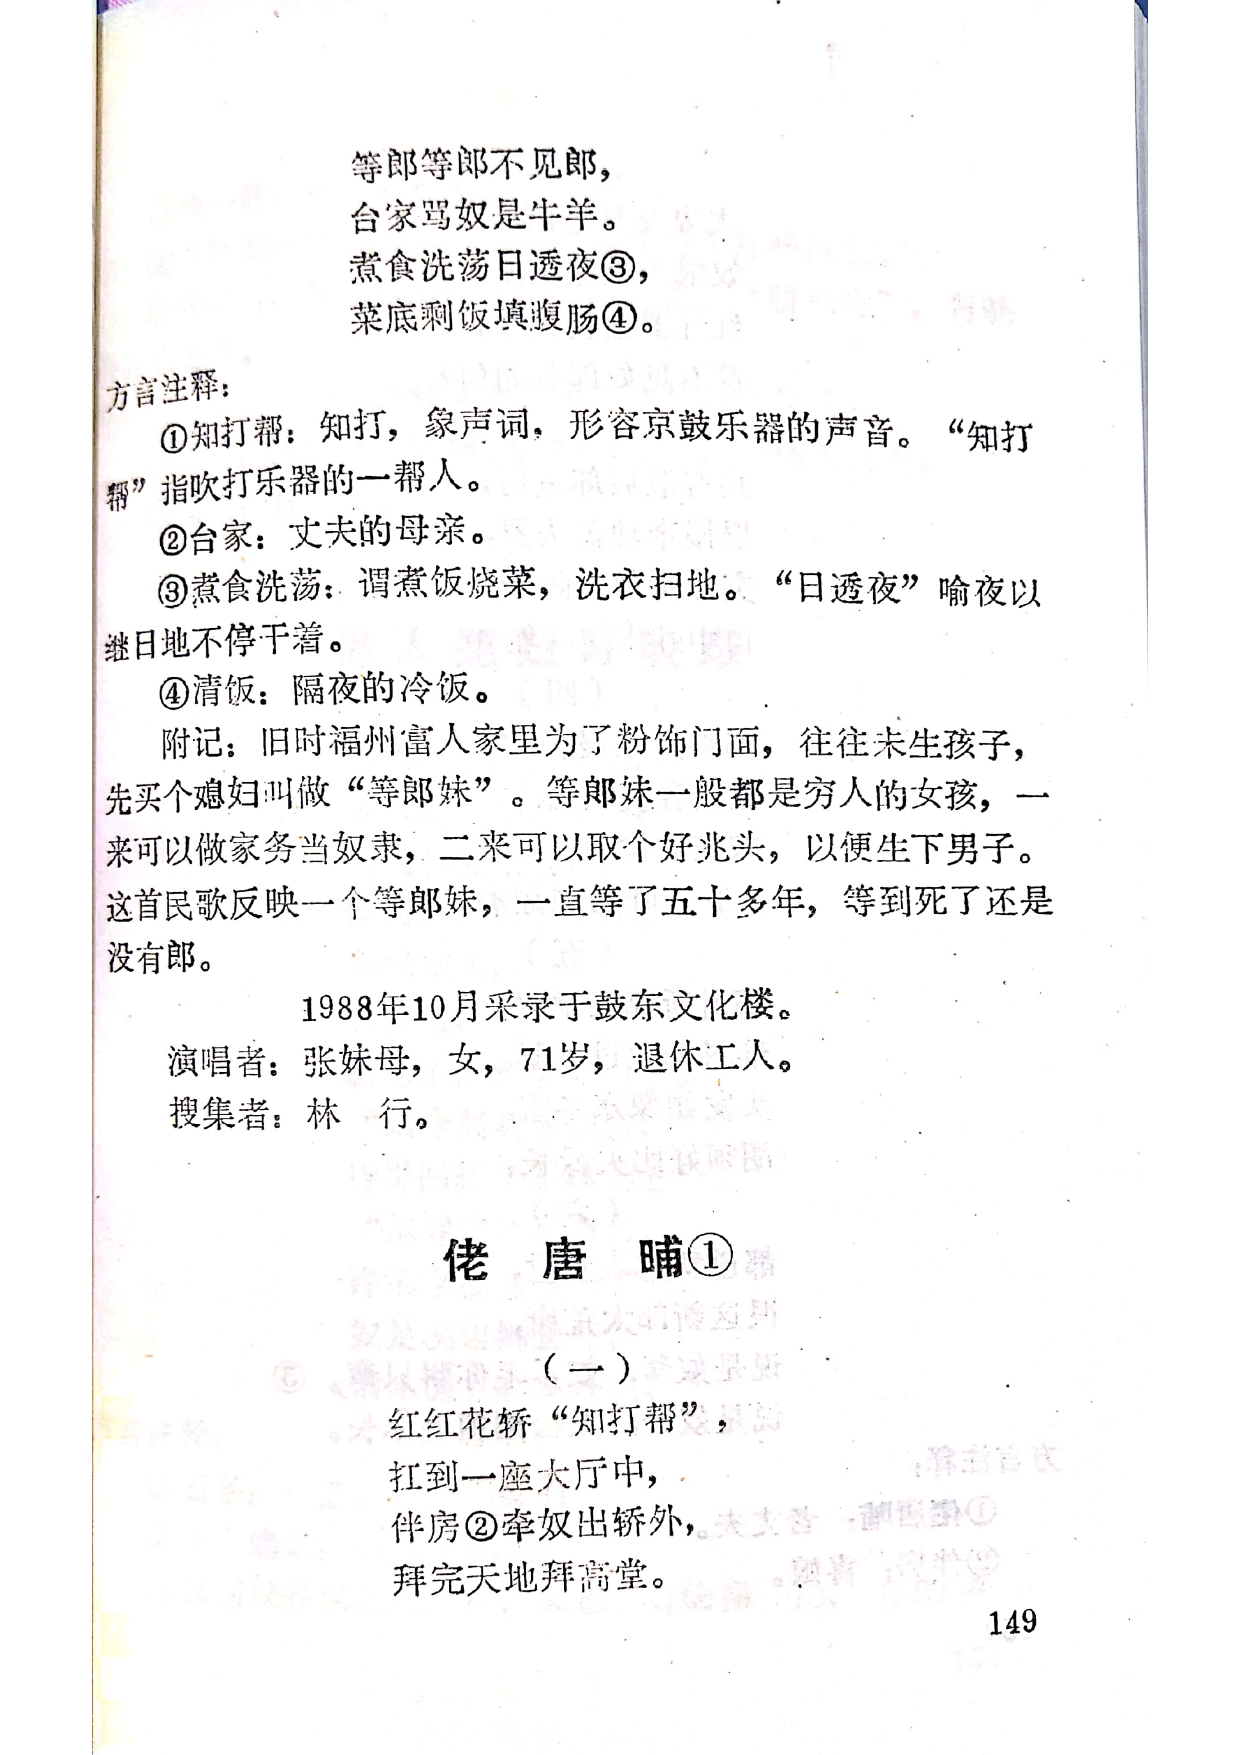 等郎等郎不见郎，
台家骂奴是牛羊。
煮食洗荡日透夜③，
菜底剩饭填腹肠④。
方言注释：
①知打帮：知打，象声词，形容京鼓乐器的声音。“知打
帮”指吹打乐器的一帮人。
②台家：丈夫的母亲。
③煮食洗荡：谓煮饭烧菜，洗衣扫地。“日透夜”喻夜以
继日地不停干着。
④清饭：隔夜的冷饭。
附记：旧时福州富人家里为了粉饰门面，往往未生孩子，
先买个媳妇叫做“等郎妹”。等郎妹一般都是穷人的女孩，一
来可以做家务当奴隶，二来可以取个好兆头，以便生下男子。
这首民歌反映一个等郎妹，一直等了五十多年，等到死了还是
没有郎。
1988年10月采录于鼓东文化楼。
演唱者：张妹母，女，71岁，退休工人。
搜集者：林　行。
佬　唐　晡①
（一）
红红花轿“知打帮”，
扛到一座大厅中，
伴房②牵奴出轿外，
拜完天地拜高堂。
149